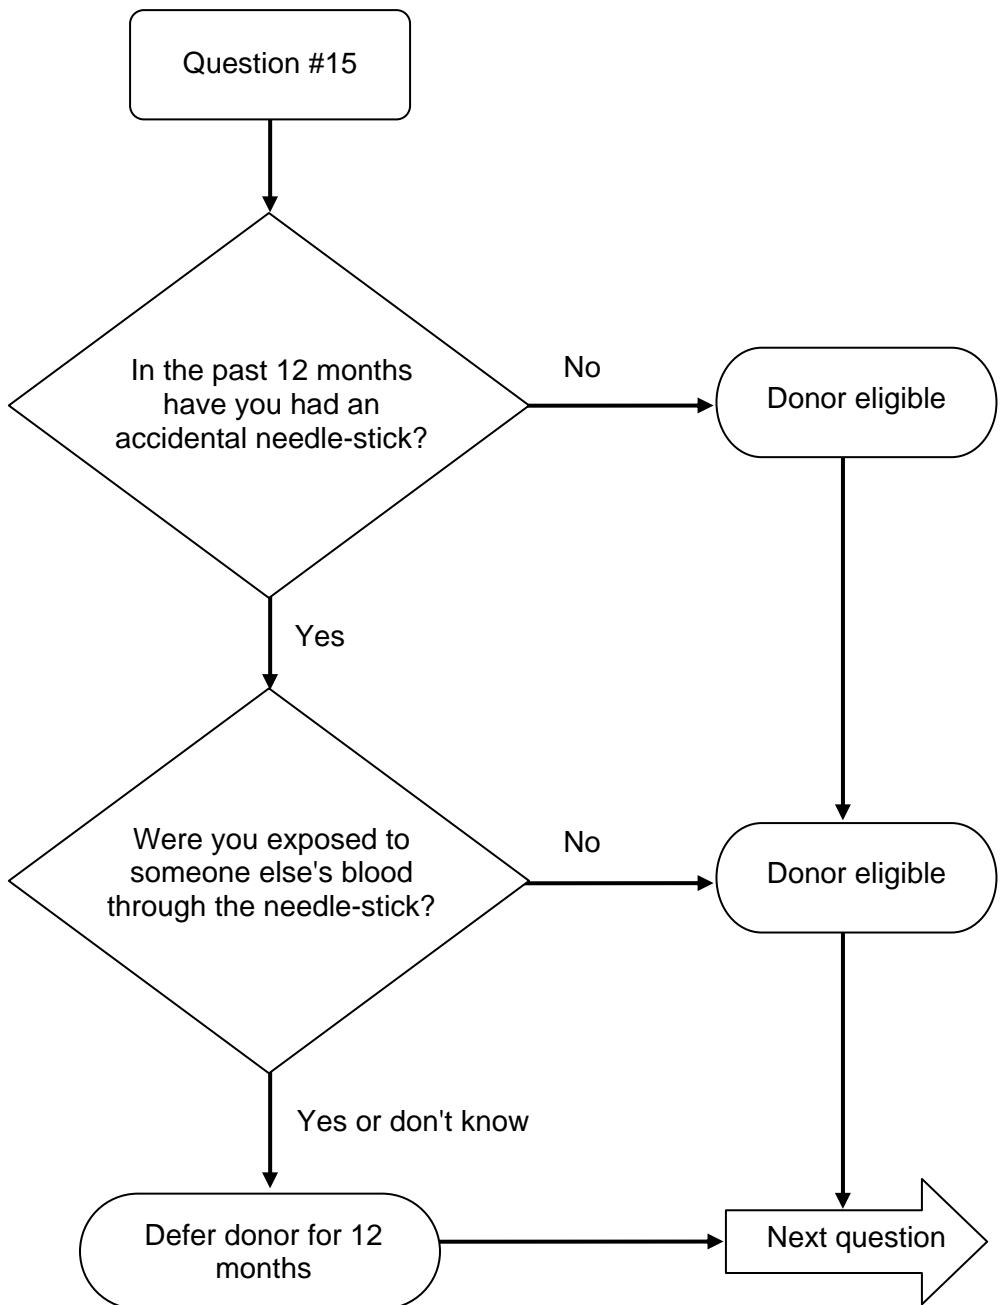 Question #15
In the past 12 months
have you had an
accidental needle-stick?
No
Donor eligible
Yes
Were you exposed to
someone else's blood
through the needle-stick?
No
Donor eligible
Yes or don't know
Defer donor for 12
months
Next question